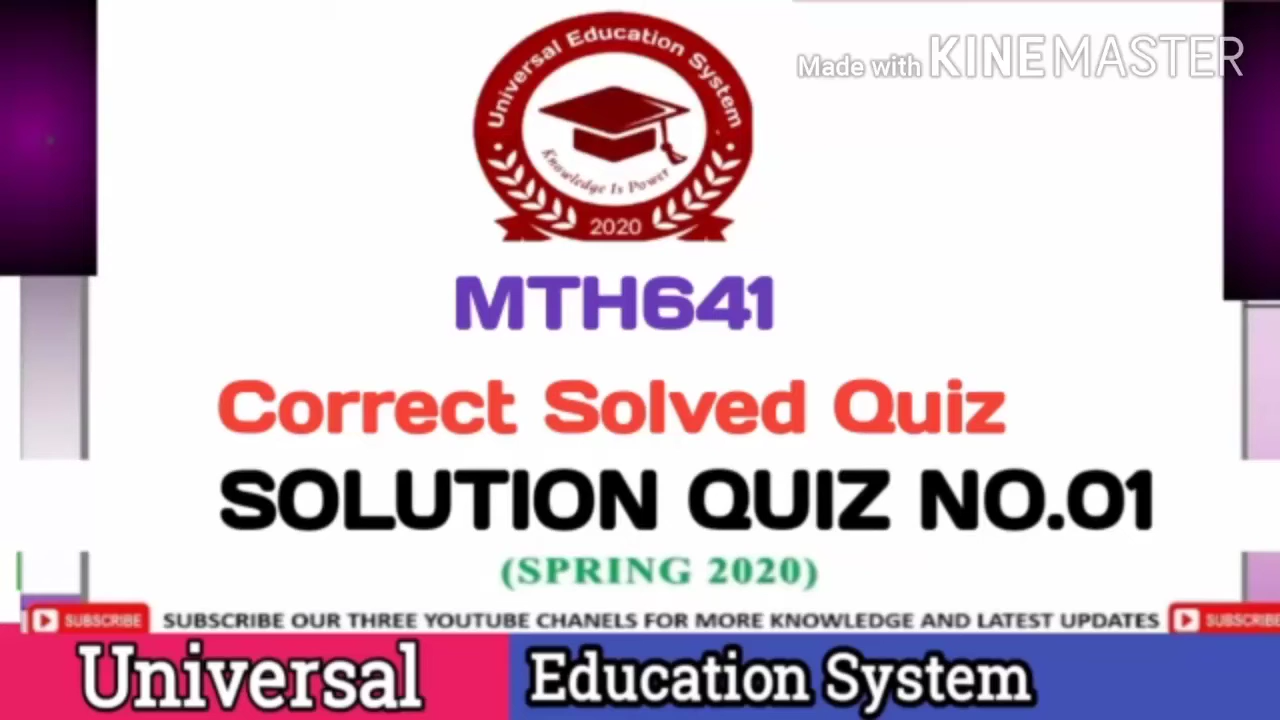 Universal Education System
Made with KINEMASTER
Knowledge Is Power
2020
MTH641
Correct Solved Quiz
SOLUTION QUIZ NO.01
(SPRING 2020)
SUBSCRIBE SUBSCRIBE OUR THREE YOUTUBE CHANELS FOR MORE KNOWLEDGE AND LATEST UPDATES SUBSCRIBE
Universal Education System